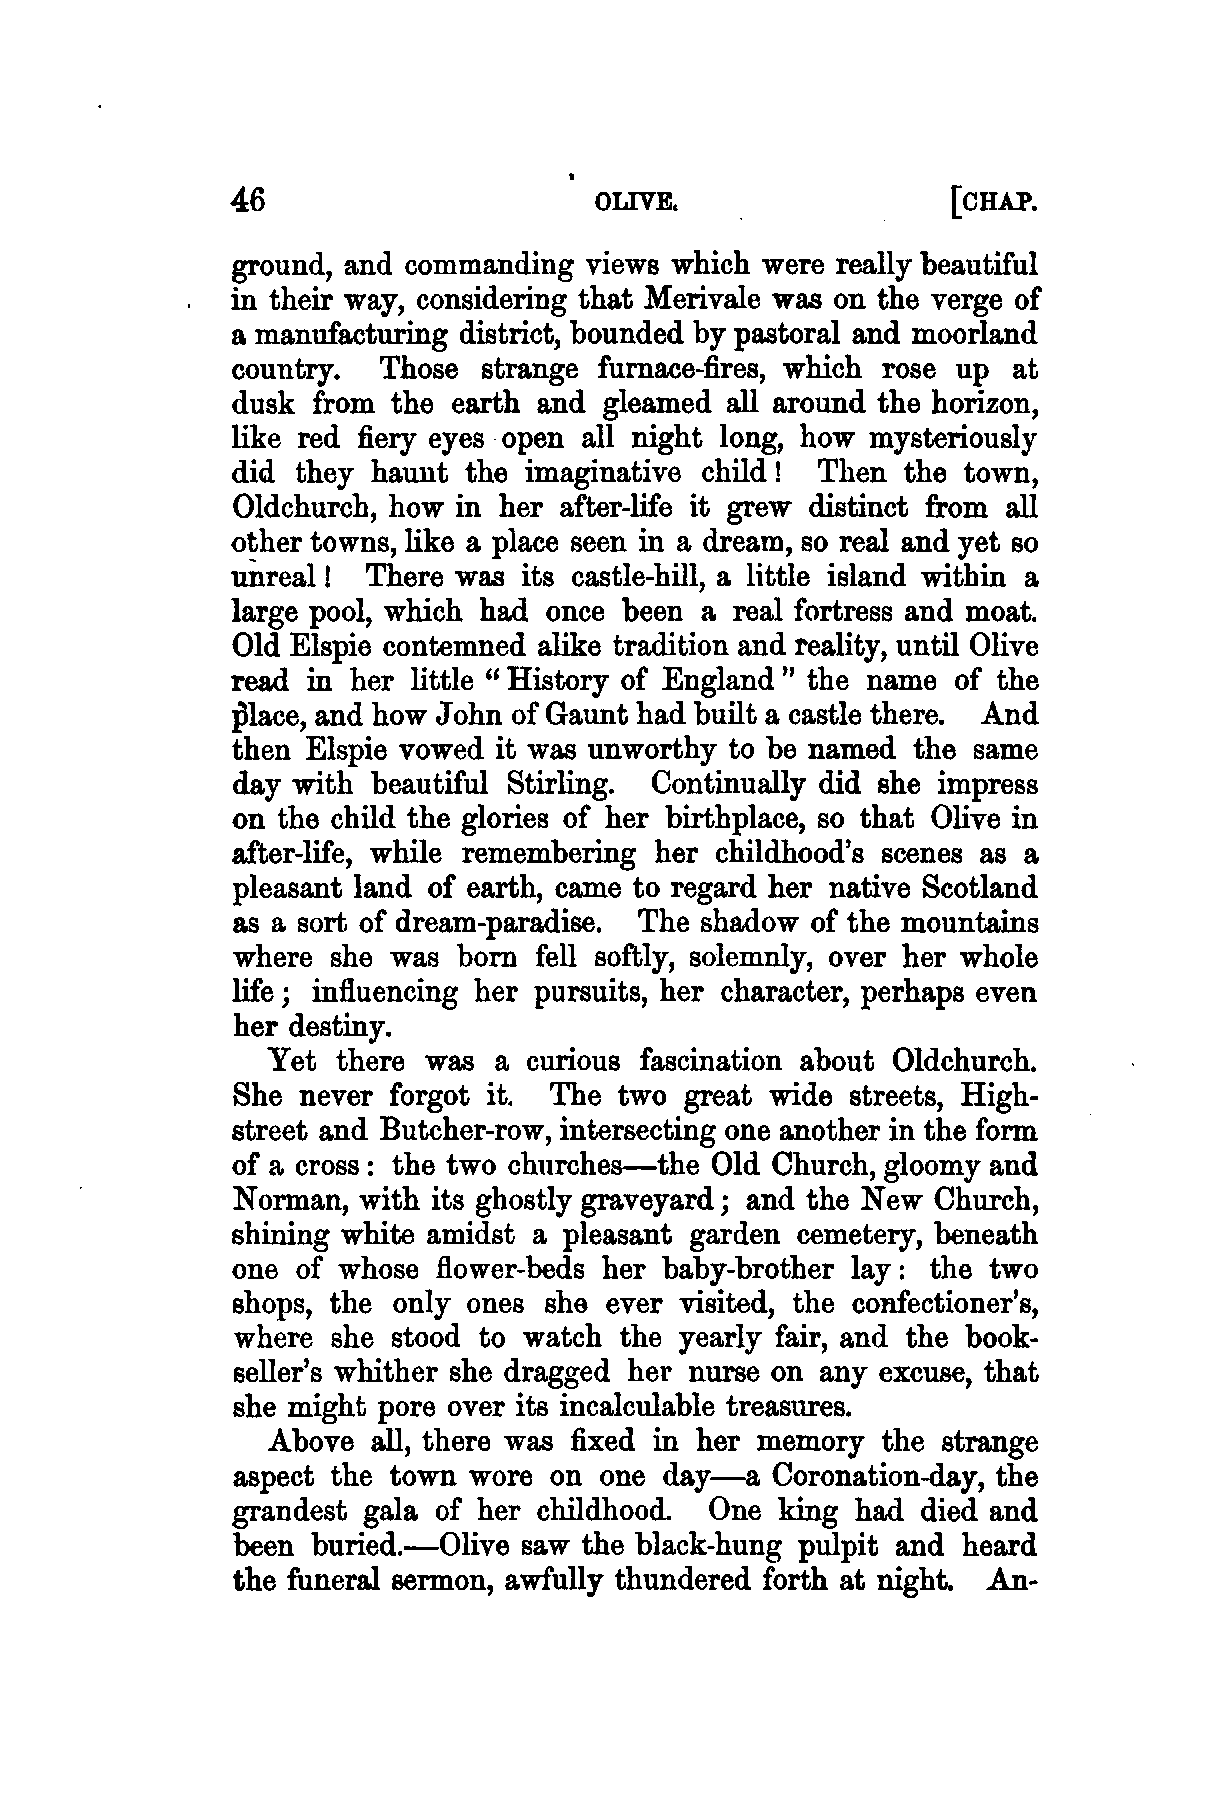 46 OLIVE. [CHAP.
ground, and commanding views which were really beautiful
in their way, considering that Merivale was on the verge of
a manufacturing district, bounded by pastoral and moorland
country. Those strange furnace-fires, which rose up at
dusk from the earth and gleamed all around the horizon,
like red fiery eyes open all night long, how mysteriously
did they haunt the imaginative child! Then the town,
Oldchurch, how in her after-life it grew distinct from all
other towns, like a place seen in a dream, so real and yet so
unreal! There was its castle-hill, a little island within a
large pool, which had once been a real fortress and moat.
Old Elspie contemned alike tradition and reality, until Olive
read in her little "History of England" the name of the
place, and how John of Gaunt had built a castle there. And
then Elspie vowed it was unworthy to be named the same
day with beautiful Stirling. Continually did she impress
on the child the glories of her birthplace, so that Olive in
after-life, while remembering her childhood's scenes as a
pleasant land of earth, came to regard her native Scotland
as a sort of dream-paradise. The shadow of the mountains
where she was born fell softly, solemnly, over her whole
life; influencing her pursuits, her character, perhaps even
her destiny.
Yet there was a curious fascination about Oldchurch.
She never forgot it. The two great wide streets, High-
street and Butcher-row, intersecting one another in the form
of a cross: the two churches—the Old Church, gloomy and
Norman, with its ghostly graveyard; and the New Church,
shining white amidst a pleasant garden cemetery, beneath
one of whose flower-beds her baby-brother lay: the two
shops, the only ones she ever visited, the confectioner's,
where she stood to watch the yearly fair, and the book-
seller's whither she dragged her nurse on any excuse, that
she might pore over its incalculable treasures.
Above all, there was fixed in her memory the strange
aspect the town wore on one day—a Coronation-day, the
grandest gala of her childhood. One king had died and
been buried.—Olive saw the black-hung pulpit and heard
the funeral sermon, awfully thundered forth at night. An-